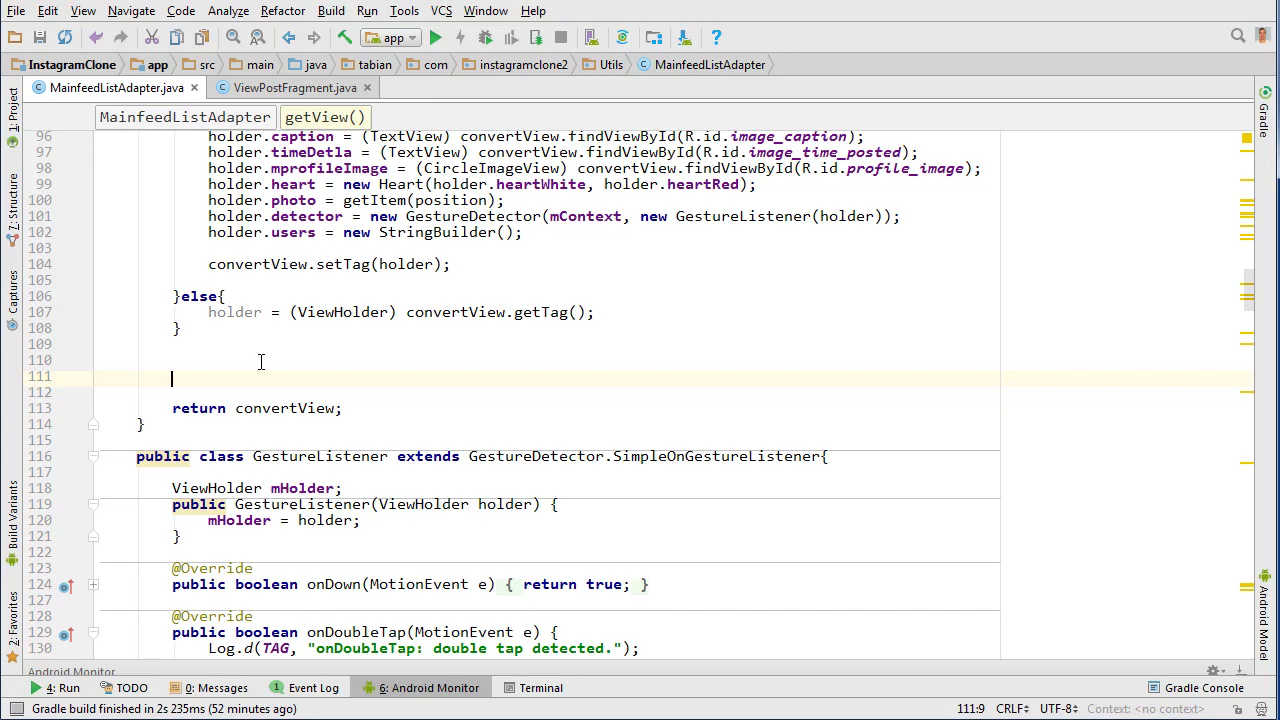 File Edit View Navigate Code Analyze Refactor Build Run Tools VCS Window Help
app
InstagramClone app src main java tabian com instagramclone2 Utils MainfeedListAdapter
MainfeedListAdapter.java ViewPostFragment.java
MainfeedListAdapter getView()
96 holder.caption = (TextView) convertView.findViewById(R.id.image_caption);
97 holder.timeDetla = (TextView) convertView.findViewById(R.id.image_time_posted);
98 holder.mprofileImage = (CircleImageView) convertView.findViewById(R.id.profile_image);
99 holder.heart = new Heart(holder.heartWhite, holder.heartRed);
100 holder.photo = getItem(position);
101 holder.detector = new GestureDetector(mContext, new GestureListener(holder));
102 holder.users = new StringBuilder();
103
104 convertView.setTag(holder);
105
106 }else{
107 holder = (ViewHolder) convertView.getTag();
108 }
109
110
111
112
113 return convertView;
114 }
115
116 public class GestureListener extends GestureDetector.SimpleOnGestureListener{
117
118 ViewHolder mHolder;
119 public GestureListener(ViewHolder holder) {
120 mHolder = holder;
121 }
122
123 @Override
124 public boolean onDown(MotionEvent e) { return true; }
127
128 @Override
129 public boolean onDoubleTap(MotionEvent e) {
130 Log.d(TAG, "onDoubleTap: double tap detected.");
1: Project
7: Structure
Captures
Build Variants
2: Favorites
Gradle
Android Model
Android Monitor
4: Run TODO 0: Messages 1 Event Log 6: Android Monitor Terminal Gradle Console
Gradle build finished in 2s 235ms (52 minutes ago) 111:9 CRLF÷ UTF-8÷ Context: <no context>